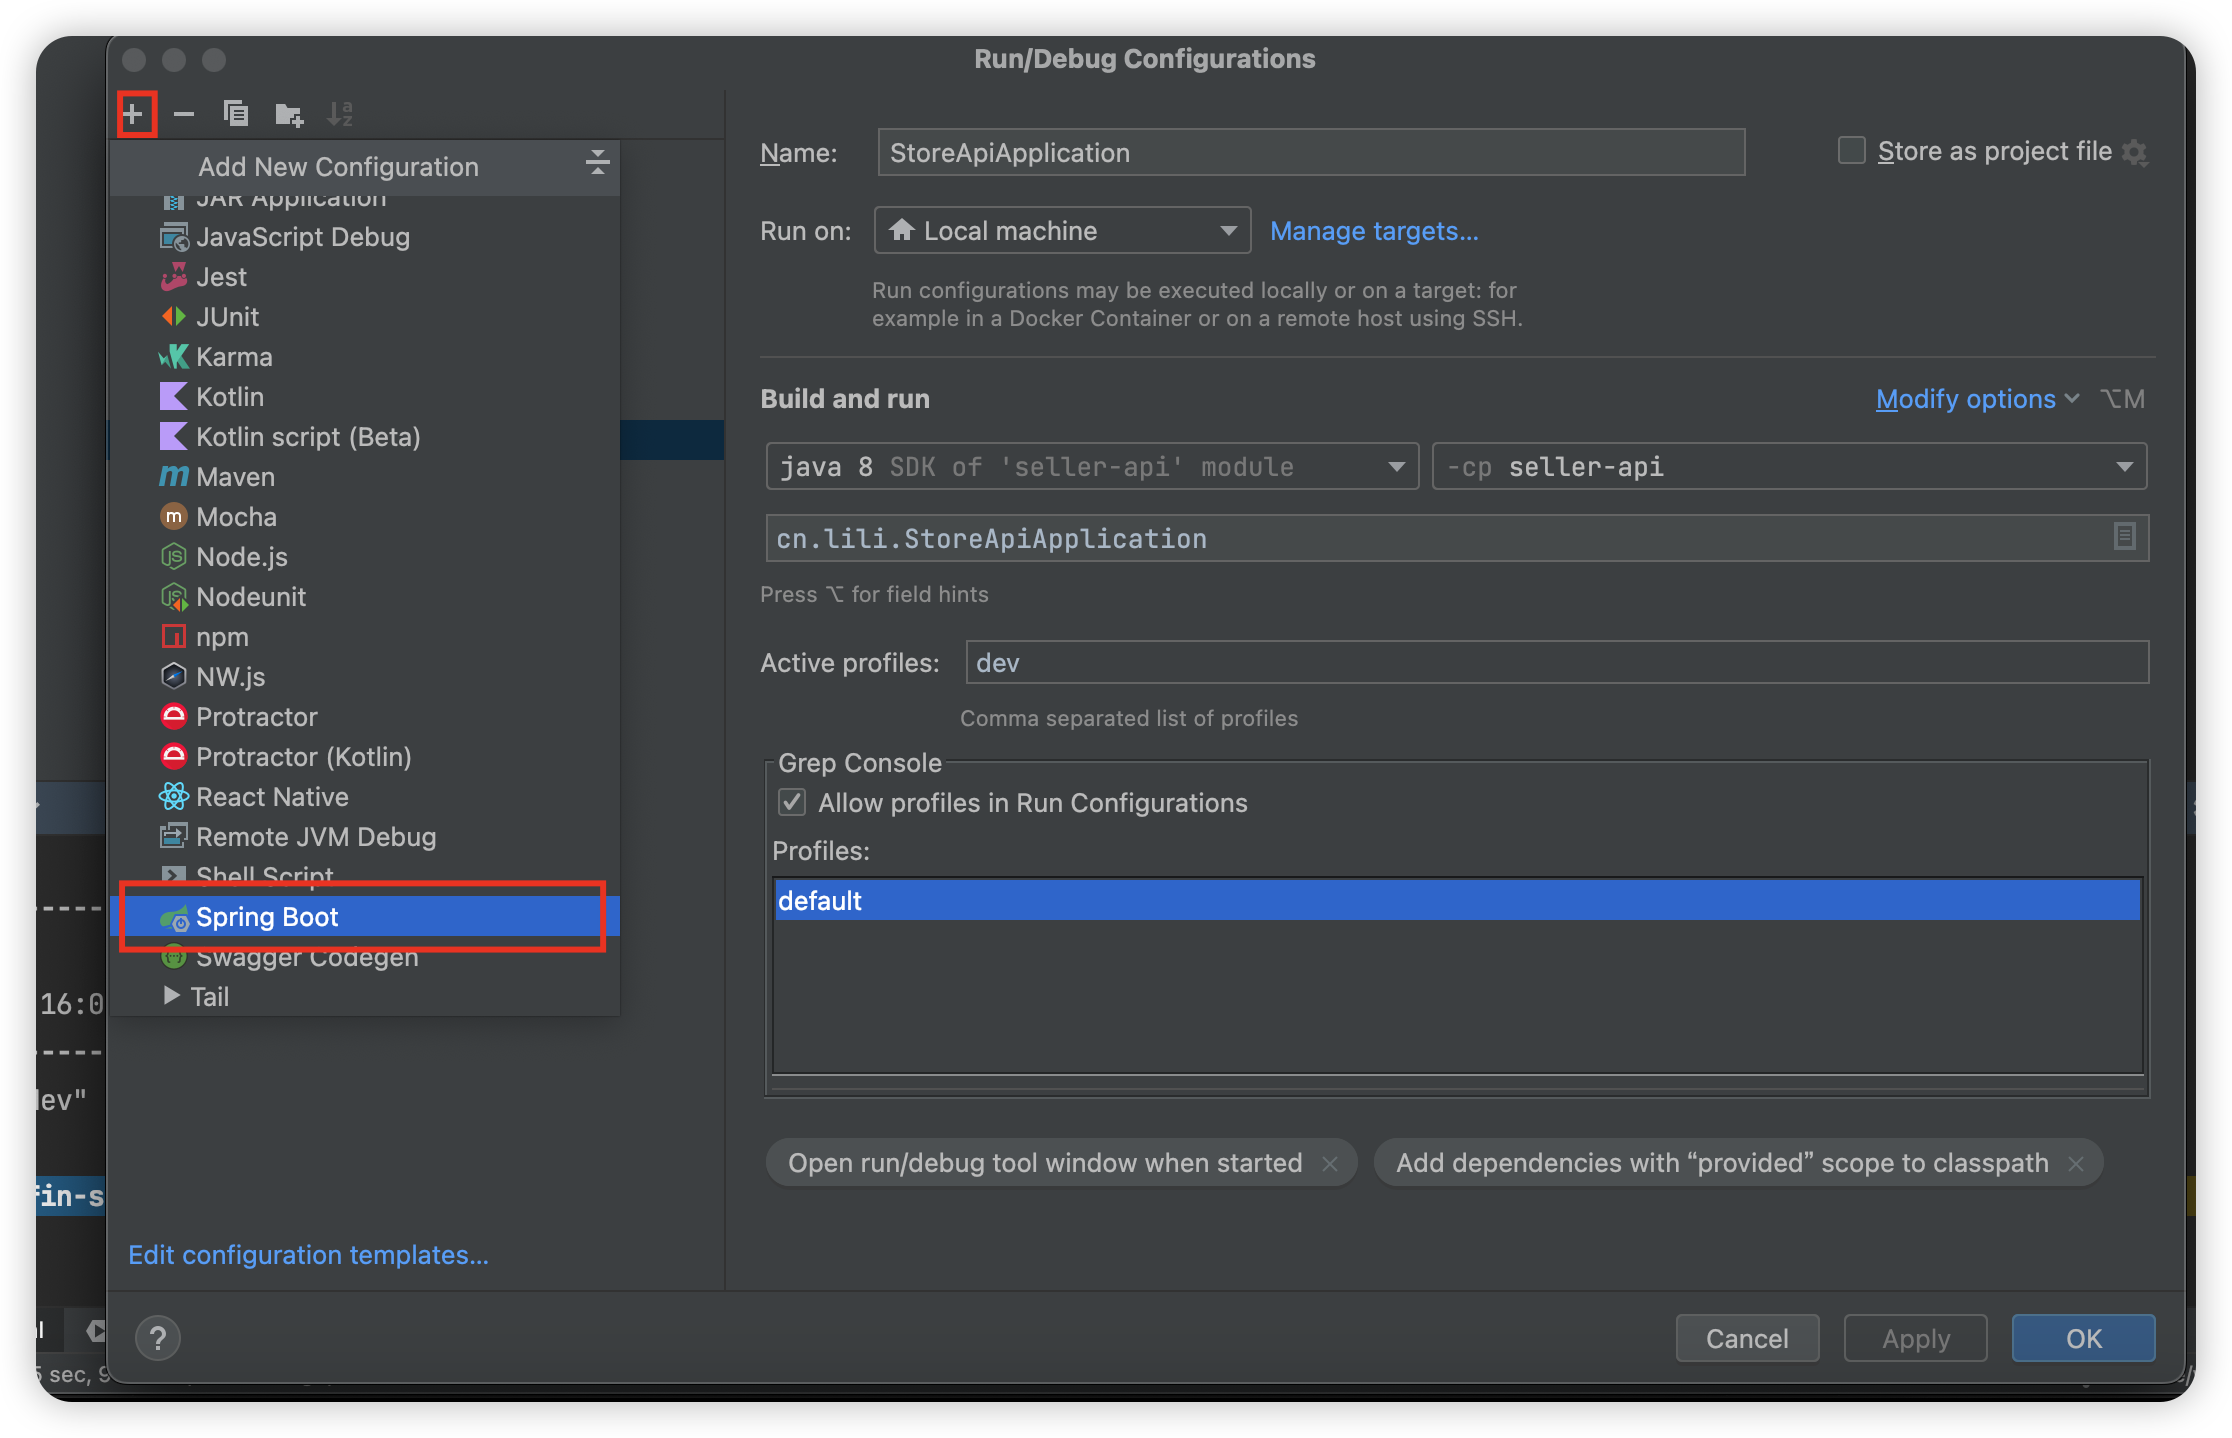 Run/Debug Configurations
Add New Configuration
JAR Application
JavaScript Debug
Jest
JUnit
Karma
Kotlin
Kotlin script (Beta)
Maven
Mocha
Node.js
Nodeunit
npm
NW.js
Protractor
Protractor (Kotlin)
React Native
Remote JVM Debug
Shell Script
Spring Boot
Swagger Codegen
Tail
Edit configuration templates...
Name: StoreApiApplication
Store as project file
Run on: Local machine Manage targets...
Run configurations may be executed locally or on a target: for
example in a Docker Container or on a remote host using SSH.
Build and run
Modify options ⌥M
java 8 SDK of 'seller-api' module
-cp seller-api
cn.lili.StoreApiApplication
Press ⌥ for field hints
Active profiles: dev
Comma separated list of profiles
Grep Console
Allow profiles in Run Configurations
Profiles:
default
Open run/debug tool window when started
Add dependencies with “provided” scope to classpath
16:0
dev"
fin-s
5 sec, 9
?
Cancel
Apply
OK